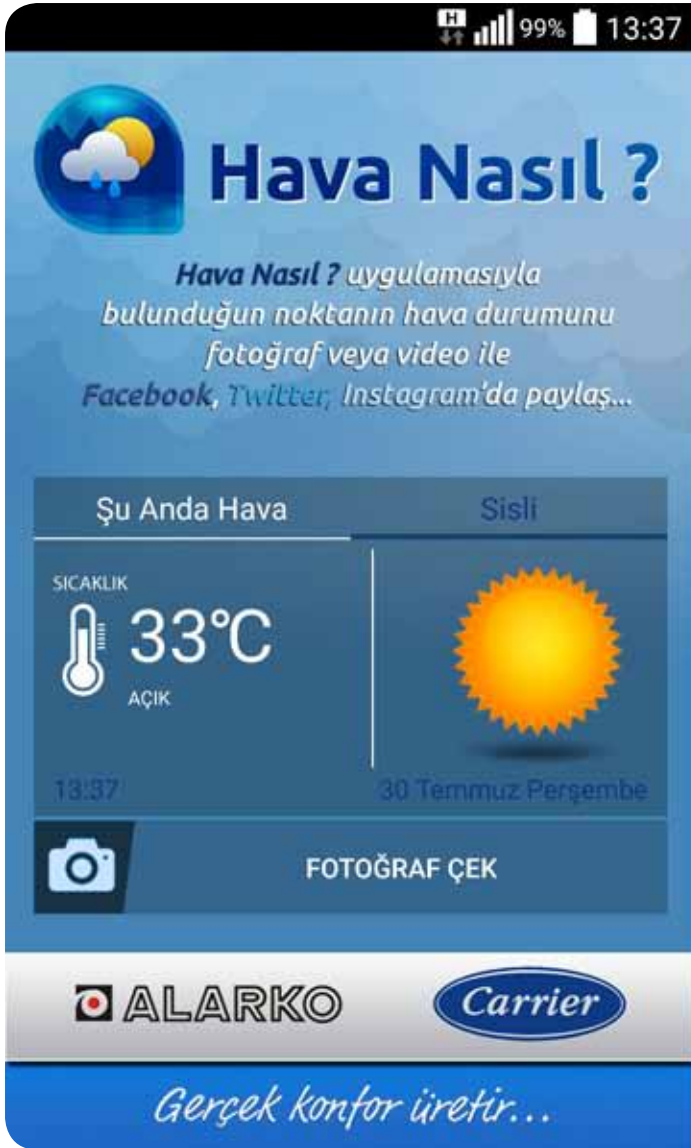 H 99% 13:37
Hava Nasıl ?
Hava Nasıl ? uygulamasıyla
bulunduğun noktanın hava durumunu
fotoğraf veya video ile
Facebook, Twitter, Instagram'da paylaş...
Şu Anda Hava Sisli
SICAKLIK
33°C
AÇIK
13:37 30 Temmuz Perşembe
FOTOĞRAF ÇEK
ALARKO Carrier
Gerçek konfor üretir...